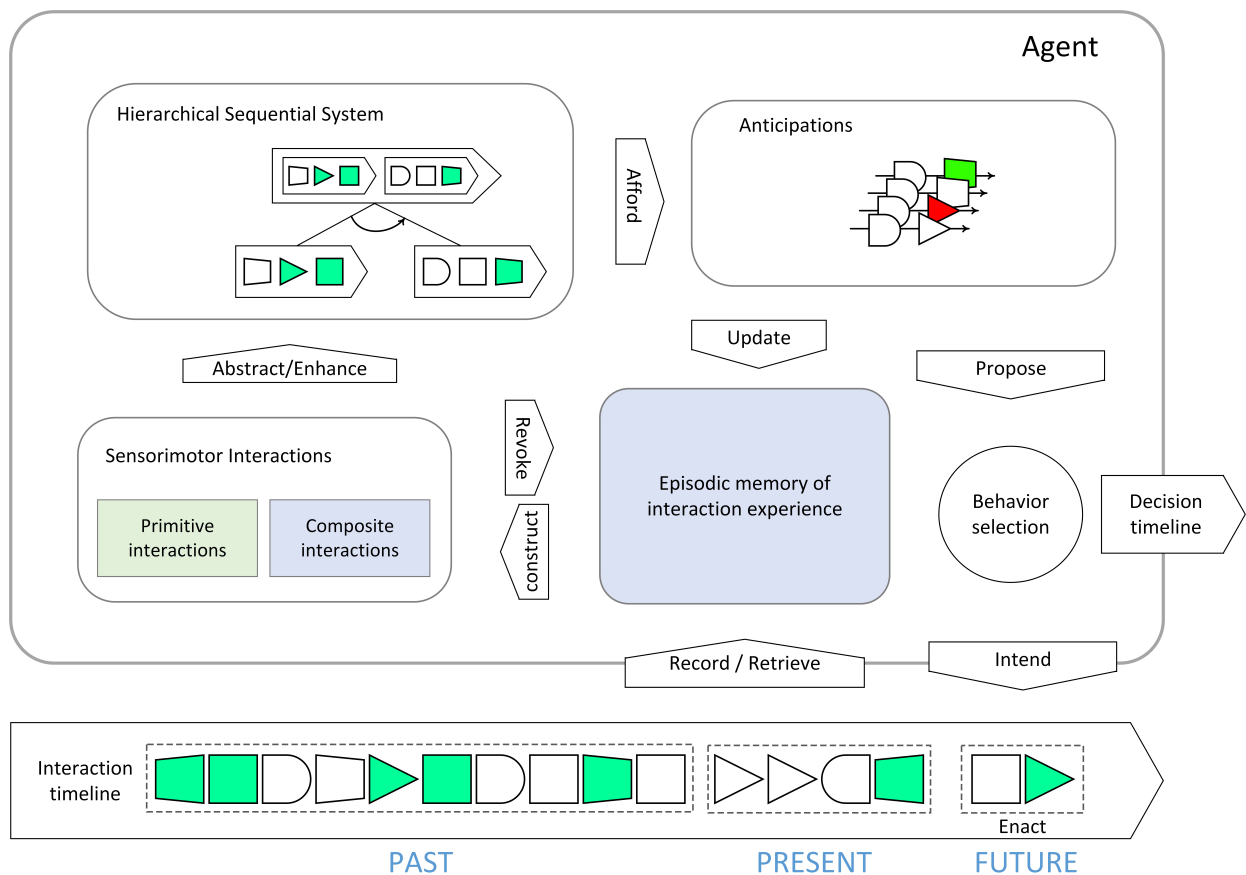 Agent
Hierarchical Sequential System
Anticipations
Afford
Update
Propose
Abstract/Enhance
Revoke
construct
Sensorimotor Interactions
Primitive
interactions
Composite
interactions
Episodic memory of
interaction experience
Behavior
selection
Decision
timeline
Record / Retrieve
Intend
Interaction
timeline
Enact
PAST
PRESENT
FUTURE